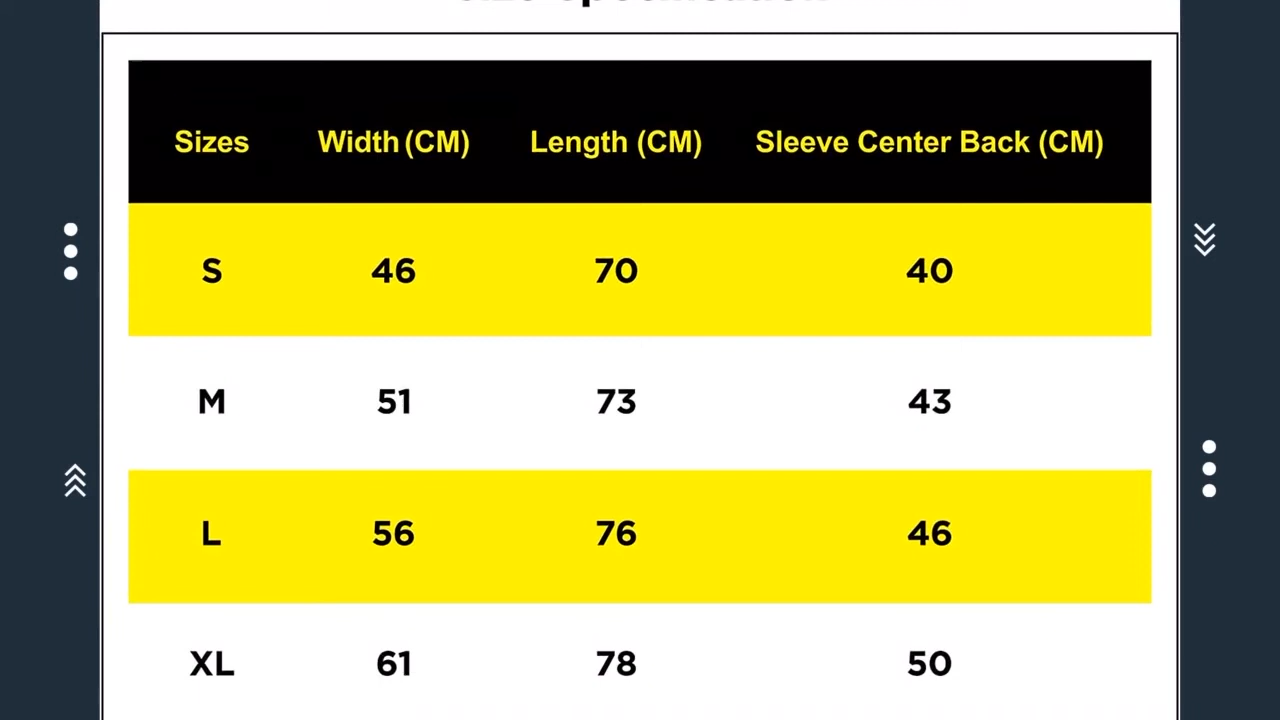 Sizes Width (CM) Length (CM) Sleeve Center Back (CM)
S 46 70 40
M 51 73 43
L 56 76 46
XL 61 78 50